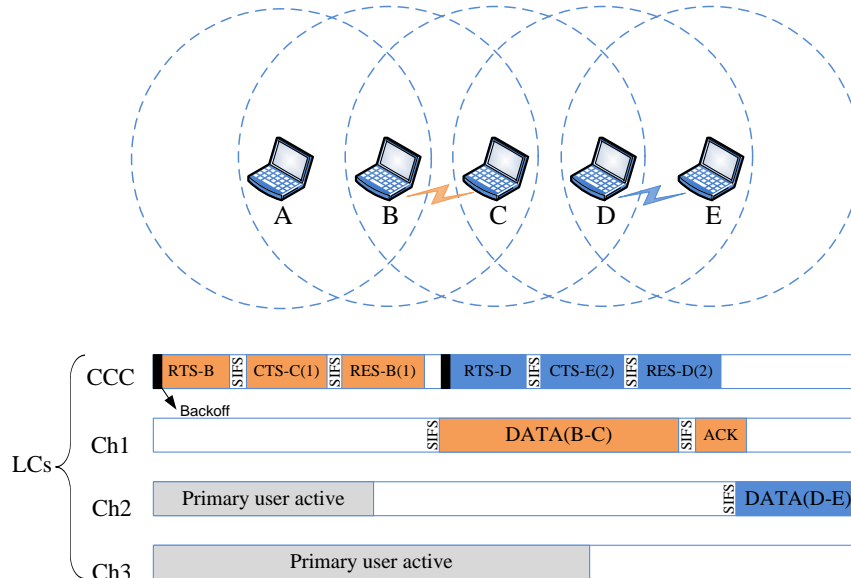 A
B
C
D
E
LCs
CCC
RTS-B
SIFS
CTS-C(1)
SIFS
RES-B(1)
RTS-D
SIFS
CTS-E(2)
SIFS
RES-D(2)
Backoff
Ch1
SIFS
DATA(B-C)
SIFS
ACK
Ch2
Primary user active
SIFS
DATA(D-E)
Ch3
Primary user active